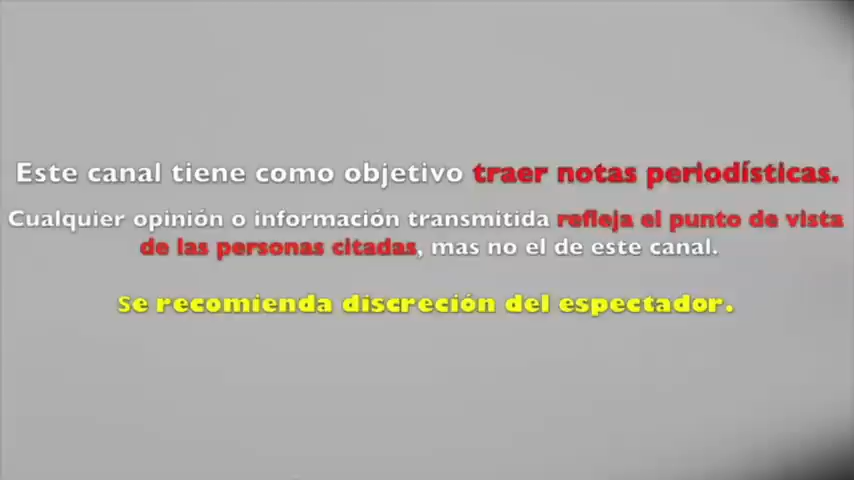 Este canal tiene como objetivo traer notas periodísticas.
Cualquier opinión o información transmitida refleja el punto de vista
de las personas citadas, mas no el de este canal.
Se recomienda discreción del espectador.